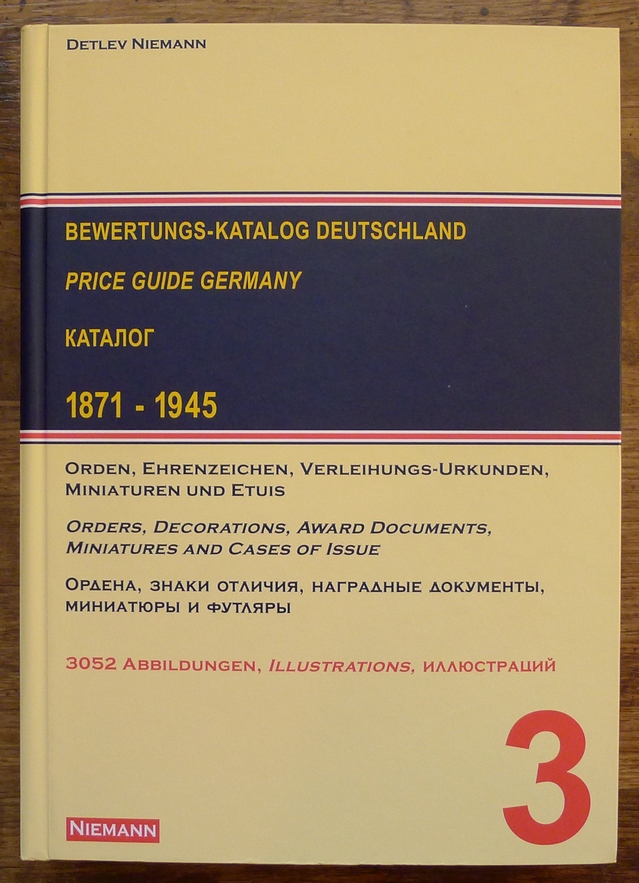 DETLEV NIEMANN
BEWERTUNGS-KATALOG DEUTSCHLAND
PRICE GUIDE GERMANY
КАТАЛОГ
1871 - 1945
ORDEN, EHRENZEICHEN, VERLEIHUNGS-URKUNDEN,
MINIATUREN UND ETUIS
ORDERS, DECORATIONS, AWARD DOCUMENTS,
MINIATURES AND CASES OF ISSUE
ОРДЕНА, ЗНАКИ ОТЛИЧИЯ, НАГРАДНЫЕ ДОКУМЕНТЫ,
МИНИАТЮРЫ И ФУТЛЯРЫ
3052 ABBILDUNGEN, ILLUSTRATIONS, ИЛЛЮСТРАЦИЙ
3
NIEMANN